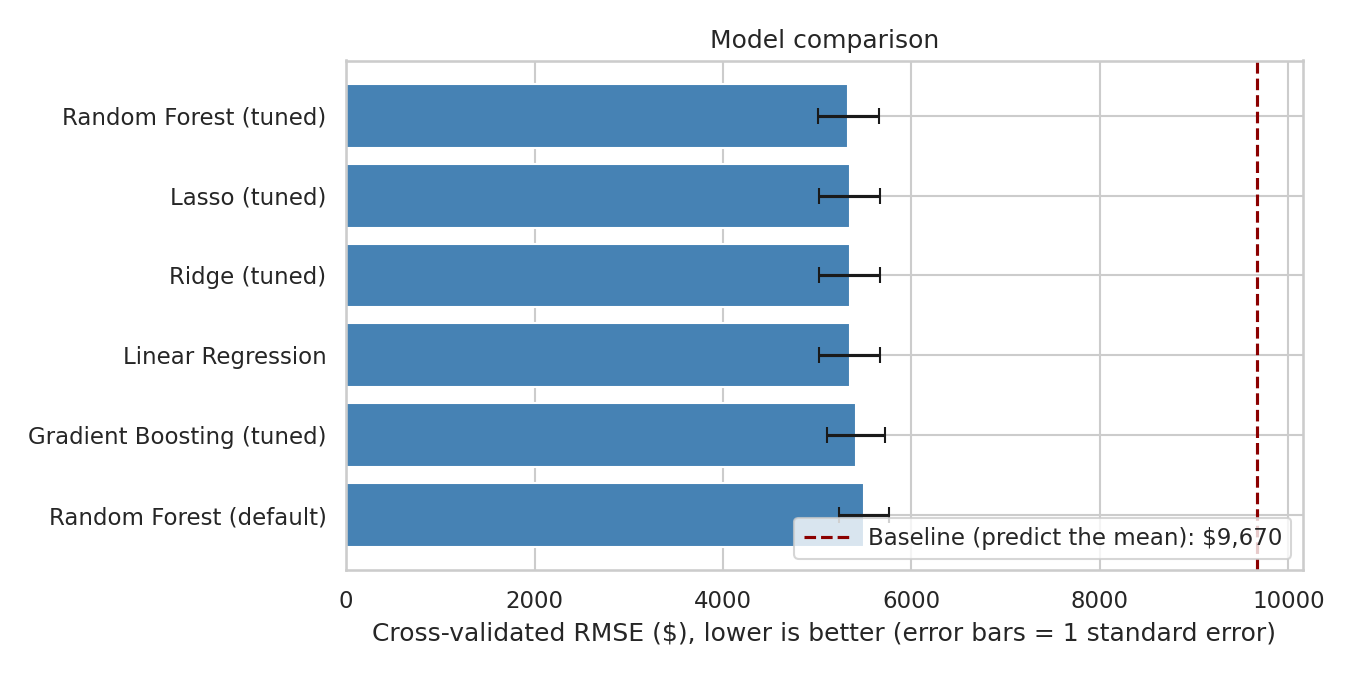 Model comparison
Random Forest (tuned)
Lasso (tuned)
Ridge (tuned)
Linear Regression
Gradient Boosting (tuned)
Random Forest (default)
Baseline (predict the mean): $9,670
0 2000 4000 6000 8000 10000
Cross-validated RMSE ($), lower is better (error bars = 1 standard error)